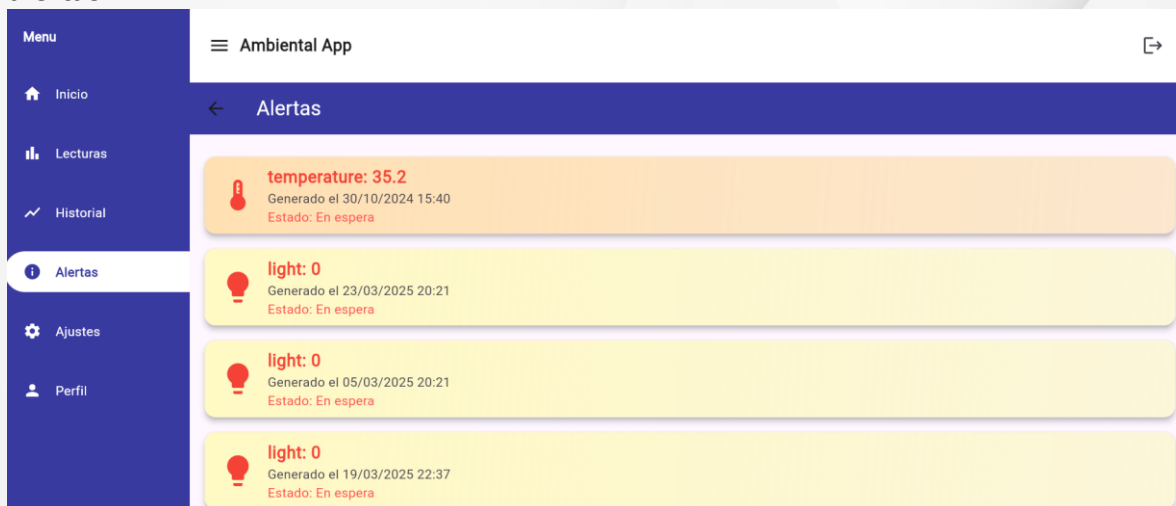 Menu
Ambiental App
Inicio
Alertas
Lecturas
Historial
Alertas
Ajustes
Perfil
temperature: 35.2
Generado el 30/10/2024 15:40
Estado: En espera
light: 0
Generado el 23/03/2025 20:21
Estado: En espera
light: 0
Generado el 05/03/2025 20:21
Estado: En espera
light: 0
Generado el 19/03/2025 22:37
Estado: En espera